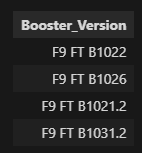 Booster_Version
F9 FT B1022
F9 FT B1026
F9 FT B1021.2
F9 FT B1031.2